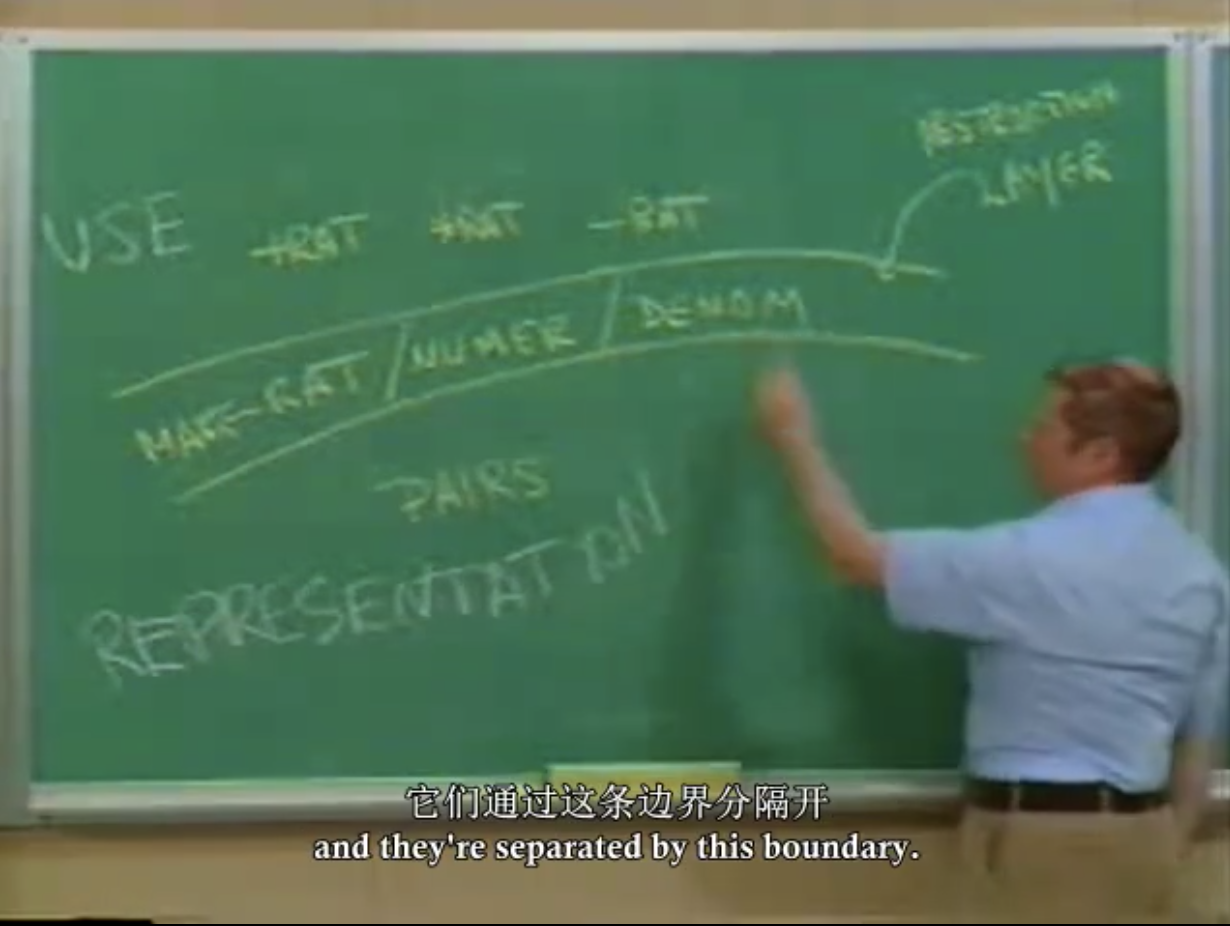 ABSTRACTION
LAYER
USE +RAT *RAT -RAT
MAKE-RAT / NUMER / DENOM
PAIRS
REPRESENTATION
它们通过这条边界分隔开
and they're separated by this boundary.